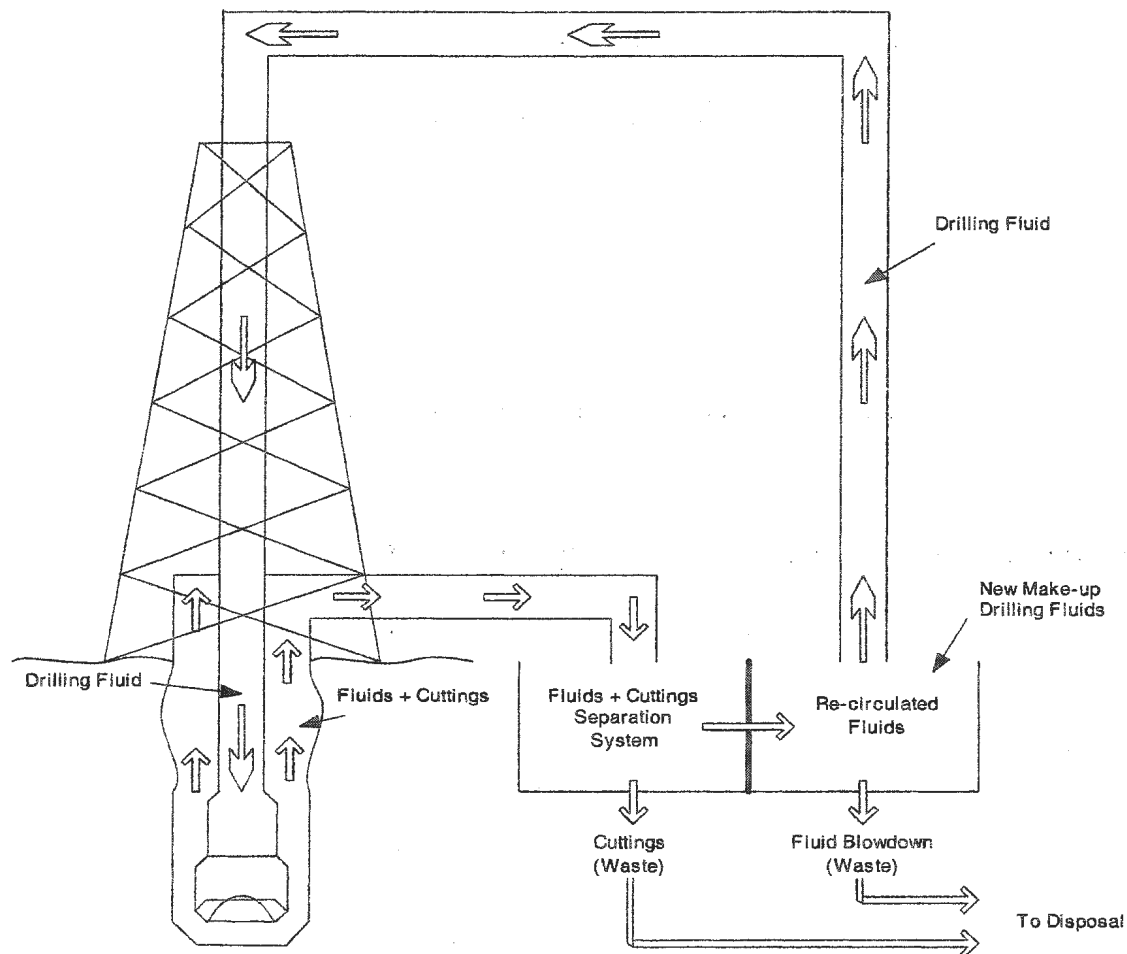 Drilling Fluid
New Make-up
Drilling Fluids
Drilling Fluid
Fluids + Cuttings
Fluids + Cuttings
Separation
System
Re-circulated
Fluids
Cuttings
(Waste)
Fluid Blowdown
(Waste)
To Disposal